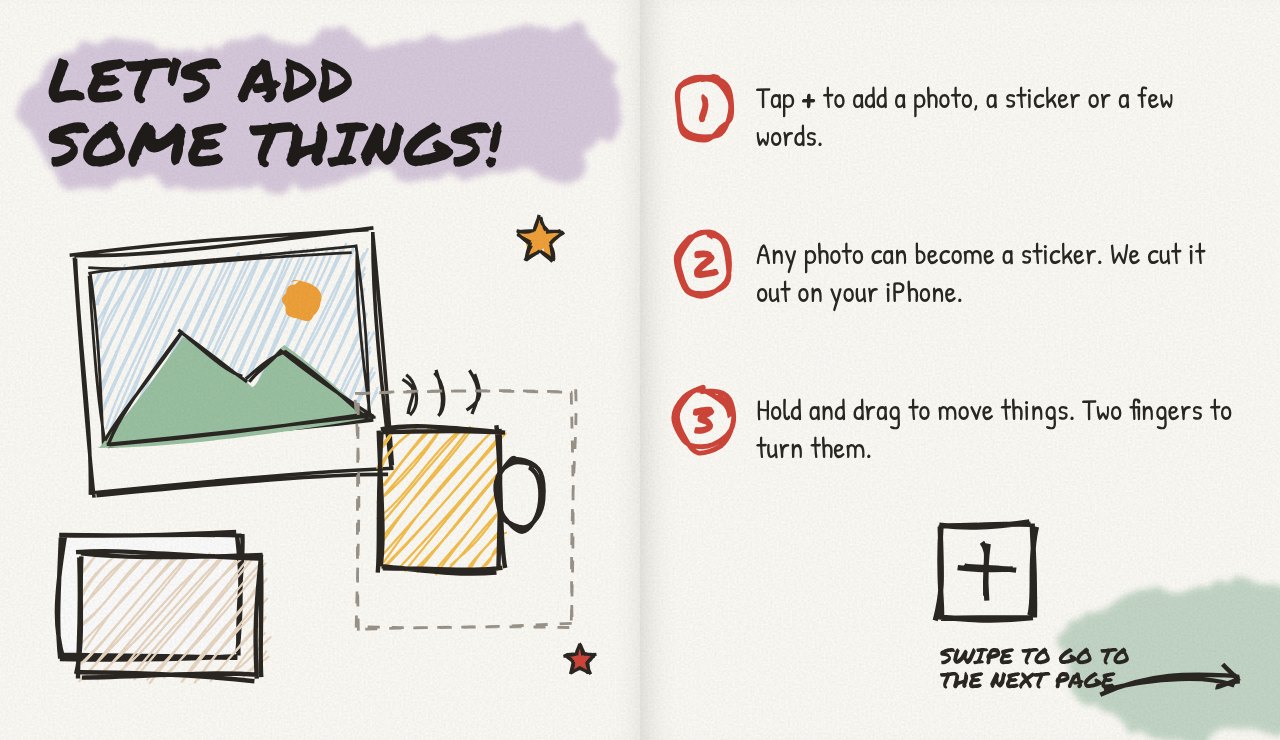 LET'S ADD
SOME THINGS!
1
Tap + to add a photo, a sticker or a few
words.
2
Any photo can become a sticker. We cut it
out on your iPhone.
3
Hold and drag to move things. Two fingers to
turn them.
+
SWIPE TO GO TO
THE NEXT PAGE